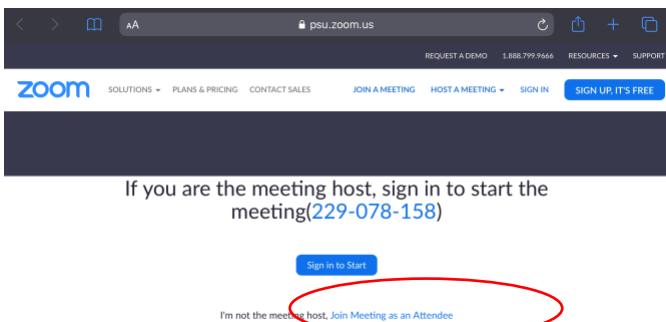 AA psu.zoom.us
REQUEST A DEMO 1.888.799.9666 RESOURCES SUPPORT
zoom SOLUTIONS PLANS & PRICING CONTACT SALES JOIN A MEETING HOST A MEETING SIGN IN SIGN UP, IT'S FREE
If you are the meeting host, sign in to start the
meeting(229-078-158)
Sign in to Start
I'm not the meeting host, Join Meeting as an Attendee